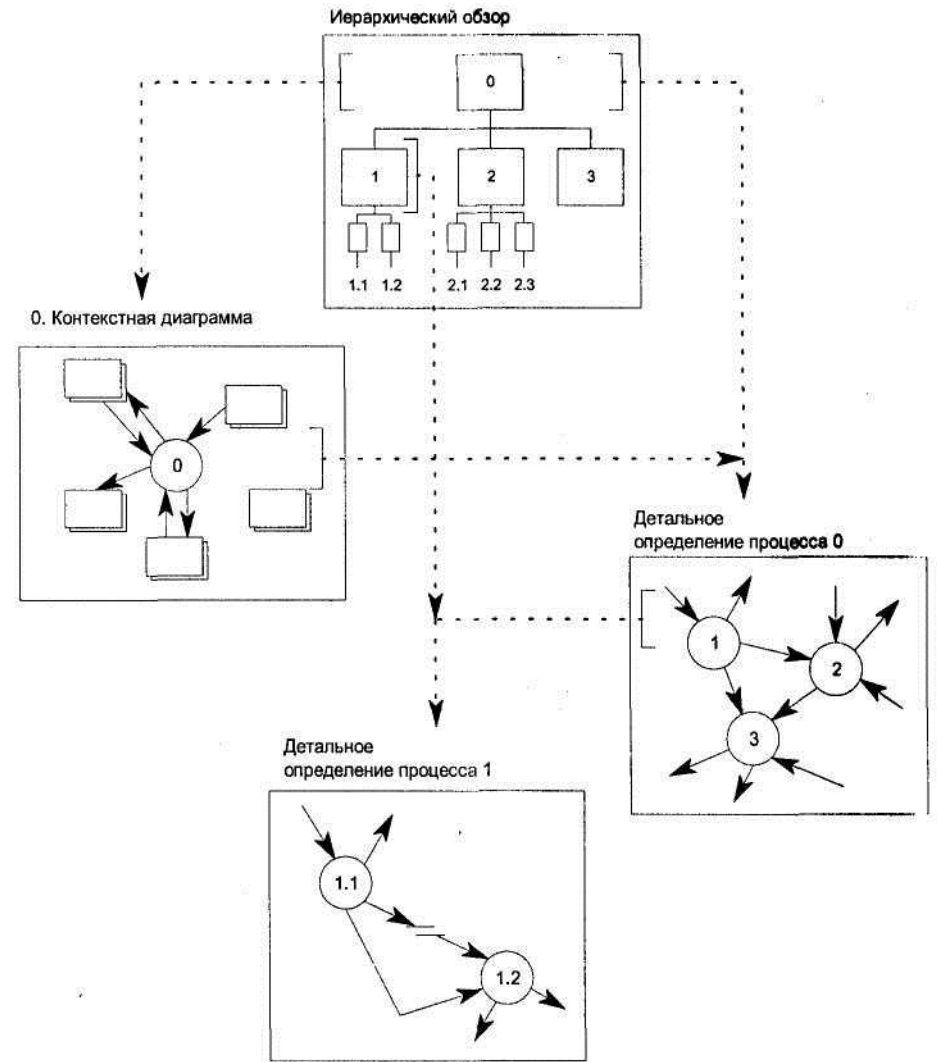 Иерархический обзор
0
1
2
3
1.1 1.2 2.1 2.2 2.3
0. Контекстная диаграмма
0
Детальное
определение процесса 0
1
2
3
Детальное
определение процесса 1
1.1
1.2